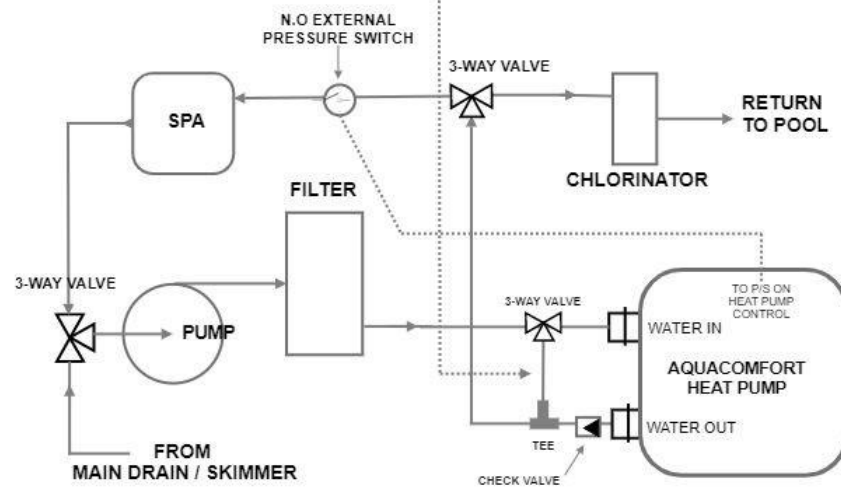 N.O EXTERNAL
PRESSURE SWITCH
3-WAY VALVE
SPA
RETURN
TO POOL
CHLORINATOR
FILTER
3-WAY VALVE
PUMP
3-WAY VALVE
TO P/S ON
HEAT PUMP
CONTROL
WATER IN
AQUACOMFORT
HEAT PUMP
WATER OUT
TEE
CHECK VALVE
FROM
MAIN DRAIN / SKIMMER